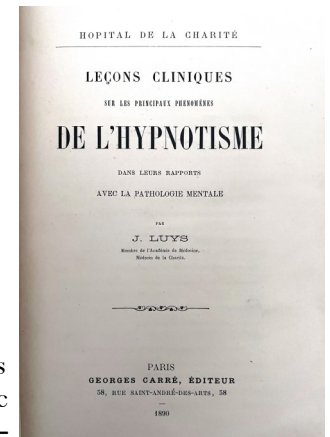 HOPITAL DE LA CHARITÉ
LEÇONS CLINIQUES
SUR LES PRINCIPAUX PHÉNOMÈNES
DE L'HYPNOTISME
DANS LEURS RAPPORTS
AVEC LA PATHOLOGIE MENTALE
PAR
J. LUYS
Membre de l'Académie de Médecine,
Médecin de la Charité.
PARIS
GEORGES CARRÉ, ÉDITEUR
58, RUE SAINT-ANDRÉ-DES-ARTS, 58
1890
S
C